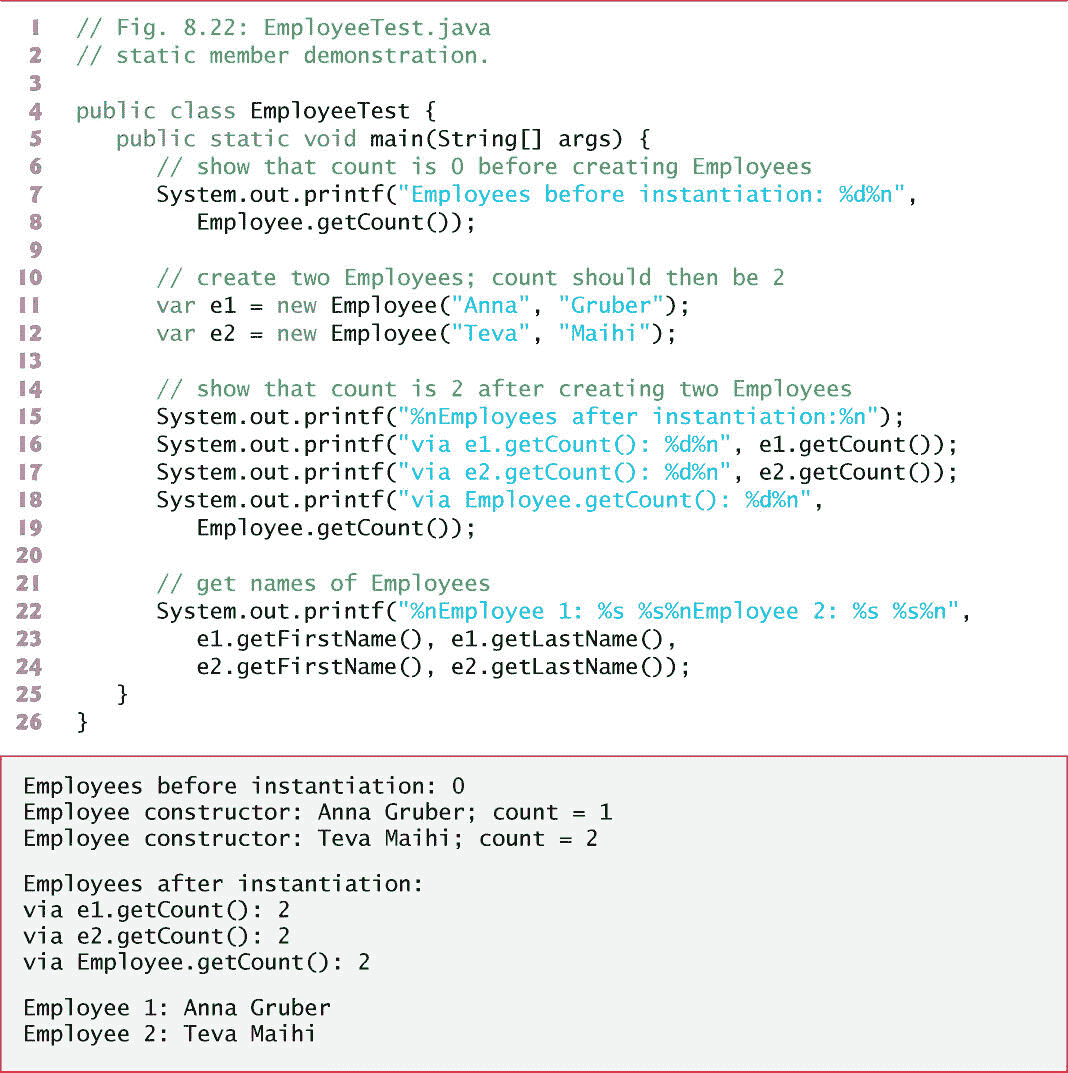 1 // Fig. 8.22: EmployeeTest.java
2 // static member demonstration.
3
4 public class EmployeeTest {
5    public static void main(String[] args) {
6       // show that count is 0 before creating Employees
7       System.out.printf("Employees before instantiation: %d%n",
8          Employee.getCount());
9
10       // create two Employees; count should then be 2
11       var e1 = new Employee("Anna", "Gruber");
12       var e2 = new Employee("Teva", "Maihi");
13
14       // show that count is 2 after creating two Employees
15       System.out.printf("%nEmployees after instantiation:%n");
16       System.out.printf("via e1.getCount(): %d%n", e1.getCount());
17       System.out.printf("via e2.getCount(): %d%n", e2.getCount());
18       System.out.printf("via Employee.getCount(): %d%n",
19          Employee.getCount());
20
21       // get names of Employees
22       System.out.printf("%nEmployee 1: %s %s%nEmployee 2: %s %s%n",
23          e1.getFirstName(), e1.getLastName(),
24          e2.getFirstName(), e2.getLastName());
25    }
26 }
Employees before instantiation: 0
Employee constructor: Anna Gruber; count = 1
Employee constructor: Teva Maihi; count = 2
Employees after instantiation:
via e1.getCount(): 2
via e2.getCount(): 2
via Employee.getCount(): 2
Employee 1: Anna Gruber
Employee 2: Teva Maihi